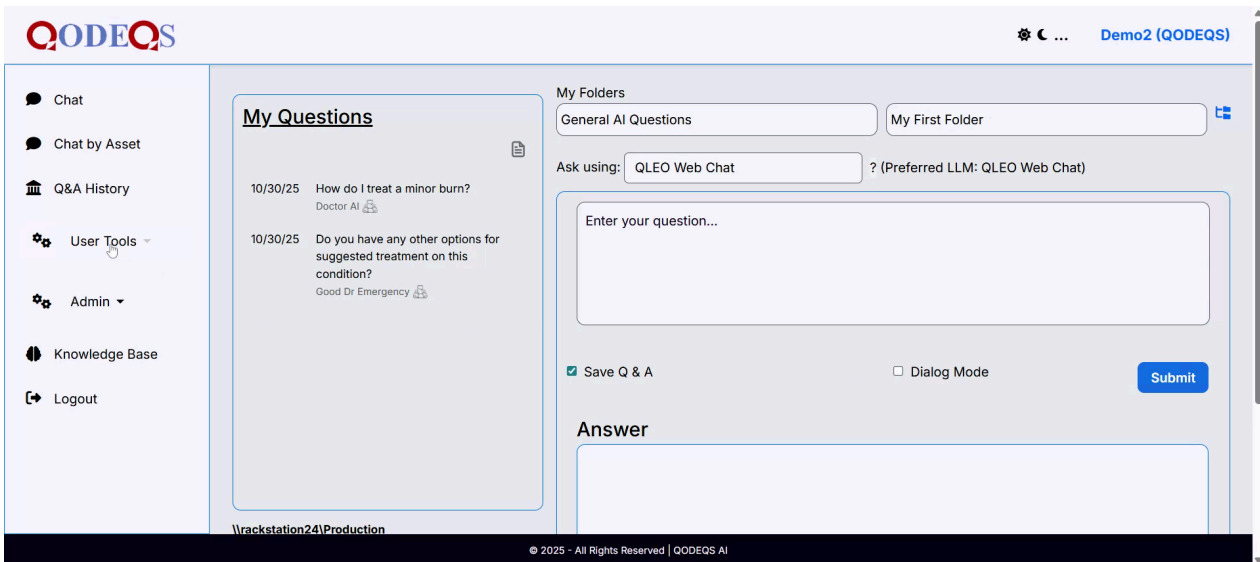 QODEQS
... Demo2 (QODEQS)
Chat
Chat by Asset
Q&A History
User Tools
Admin
Knowledge Base
Logout
My Questions
10/30/25 How do I treat a minor burn?
Doctor AI
10/30/25 Do you have any other options for
suggested treatment on this
condition?
Good Dr Emergency
\\rackstation24\Production
My Folders
General AI Questions My First Folder
Ask using: QLEO Web Chat ? (Preferred LLM: QLEO Web Chat)
Enter your question...
Save Q & A Dialog Mode Submit
Answer
© 2025 - All Rights Reserved | QODEQS AI